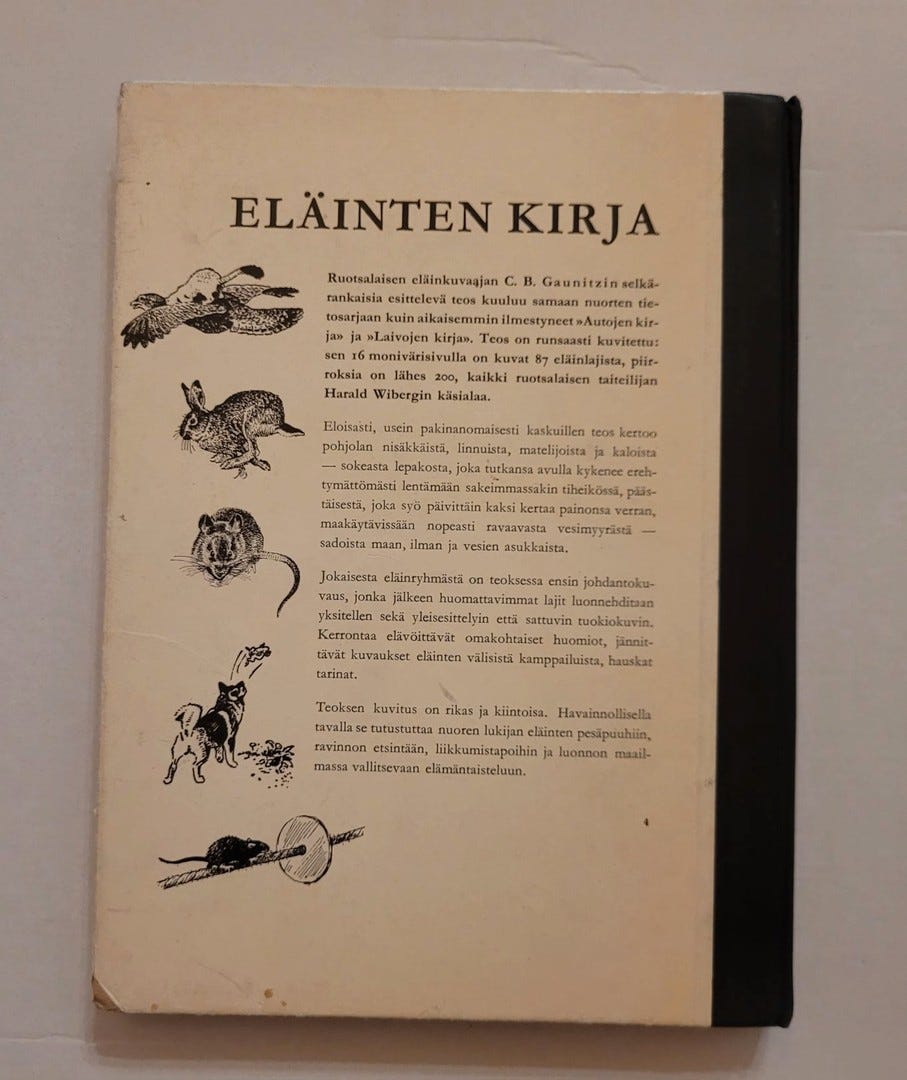 ELÄINTEN KIRJA
Ruotsalaisen eläinkuvaajan C. B. Gaunitzin selkä-
rankaisia esittelevä teos kuuluu samaan nuorten tie-
tosarjaan kuin aikaisemmin ilmestyneet »Autojen kir-
ja» ja »Laivojen kirja». Teos on runsaasti kuvitettu:
sen 16 monivärisivulla on kuvat 87 eläinlajista, piir-
roksia on lähes 200, kaikki ruotsalaisen taiteilijan
Harald Wibergin käsialaa.
Eloisasti, usein pakinanomaisesti kaskuillen teos kertoo
pohjolan nisäkkäistä, linnuista, matelijoista ja kaloista
— sokeasta lepakosta, joka tutkansa avulla kykenee ereh-
tymättömästi lentämään sakeimmassakin tiheikössä, pääs-
täisestä, joka syö päivittäin kaksi kertaa painonsa verran,
maakäytävissään nopeasti ravaavasta vesimyyrästä —
sadoista maan, ilman ja vesien asukkaista.
Jokaisesta eläinryhmästä on teoksessa ensin johdantoku-
vaus, jonka jälkeen huomattavimmat lajit luonnehditaan
yksitellen sekä yleisesittelyin että sattuvin tuokiokuvin.
Kerrontaa elävöittävät omakohtaiset huomiot, jännit-
tävät kuvaukset eläinten välisistä kamppailuista, hauskat
tarinat.
Teoksen kuvitus on rikas ja kiintoisa. Havainnollisella
tavalla se tutustuttaa nuoren lukijan eläinten pesäpuuhiin,
ravinnon etsintään, liikkumistapoihin ja luonnon maail-
massa vallitsevaan elämäntaisteluun.
4